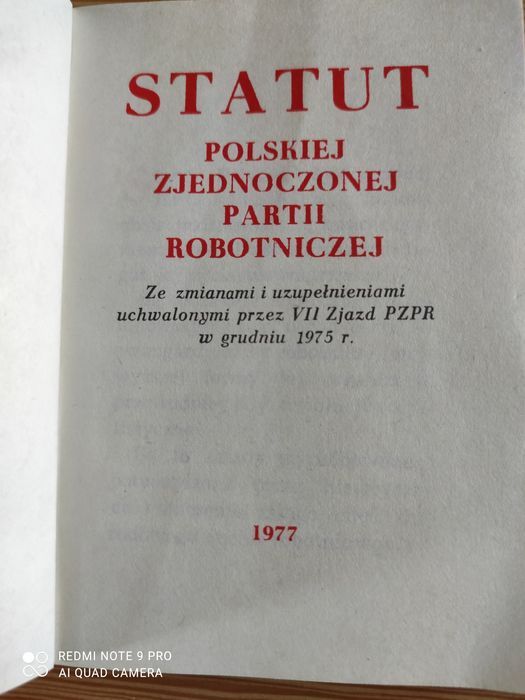 STATUT
POLSKIEJ
ZJEDNOCZONEJ
PARTII
ROBOTNICZEJ
Ze zmianami i uzupełnieniami
uchwalonymi przez VII Zjazd PZPR
w grudniu 1975 r.
1977
REDMI NOTE 9 PRO
AI QUAD CAMERA